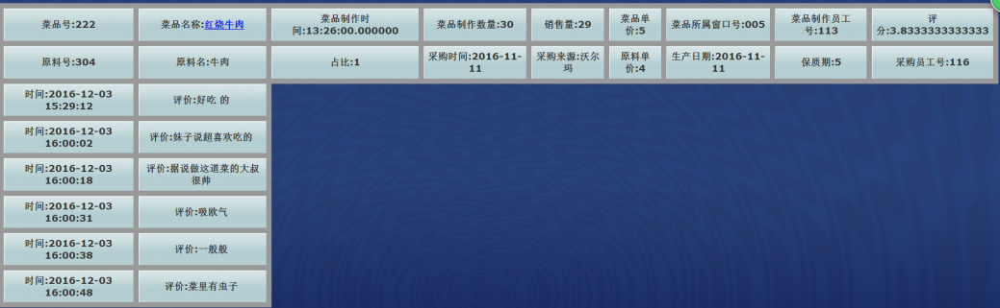 菜品号:222
菜品名称:红烧牛肉
菜品制作时
间:13:26:00.000000
菜品制作数量:30
销售量:29
菜品单
价:5
菜品所属窗口号:005
菜品制作员工
号:113
评
分:3.8333333333333
原料号:304
原料名:牛肉
占比:1
采购时间:2016-11-
11
采购来源:沃尔
玛
原料单
价:4
生产日期:2016-11-
11
保质期:5
采购员工号:116
时间:2016-12-03
15:29:12
评价:好吃 的
时间:2016-12-03
16:00:02
评价:妹子说超喜欢吃的
时间:2016-12-03
16:00:18
评价:据说做这道菜的大叔
很帅
时间:2016-12-03
16:00:31
评价:吸欧气
时间:2016-12-03
16:00:38
评价:一般般
时间:2016-12-03
16:00:48
评价:菜里有虫子